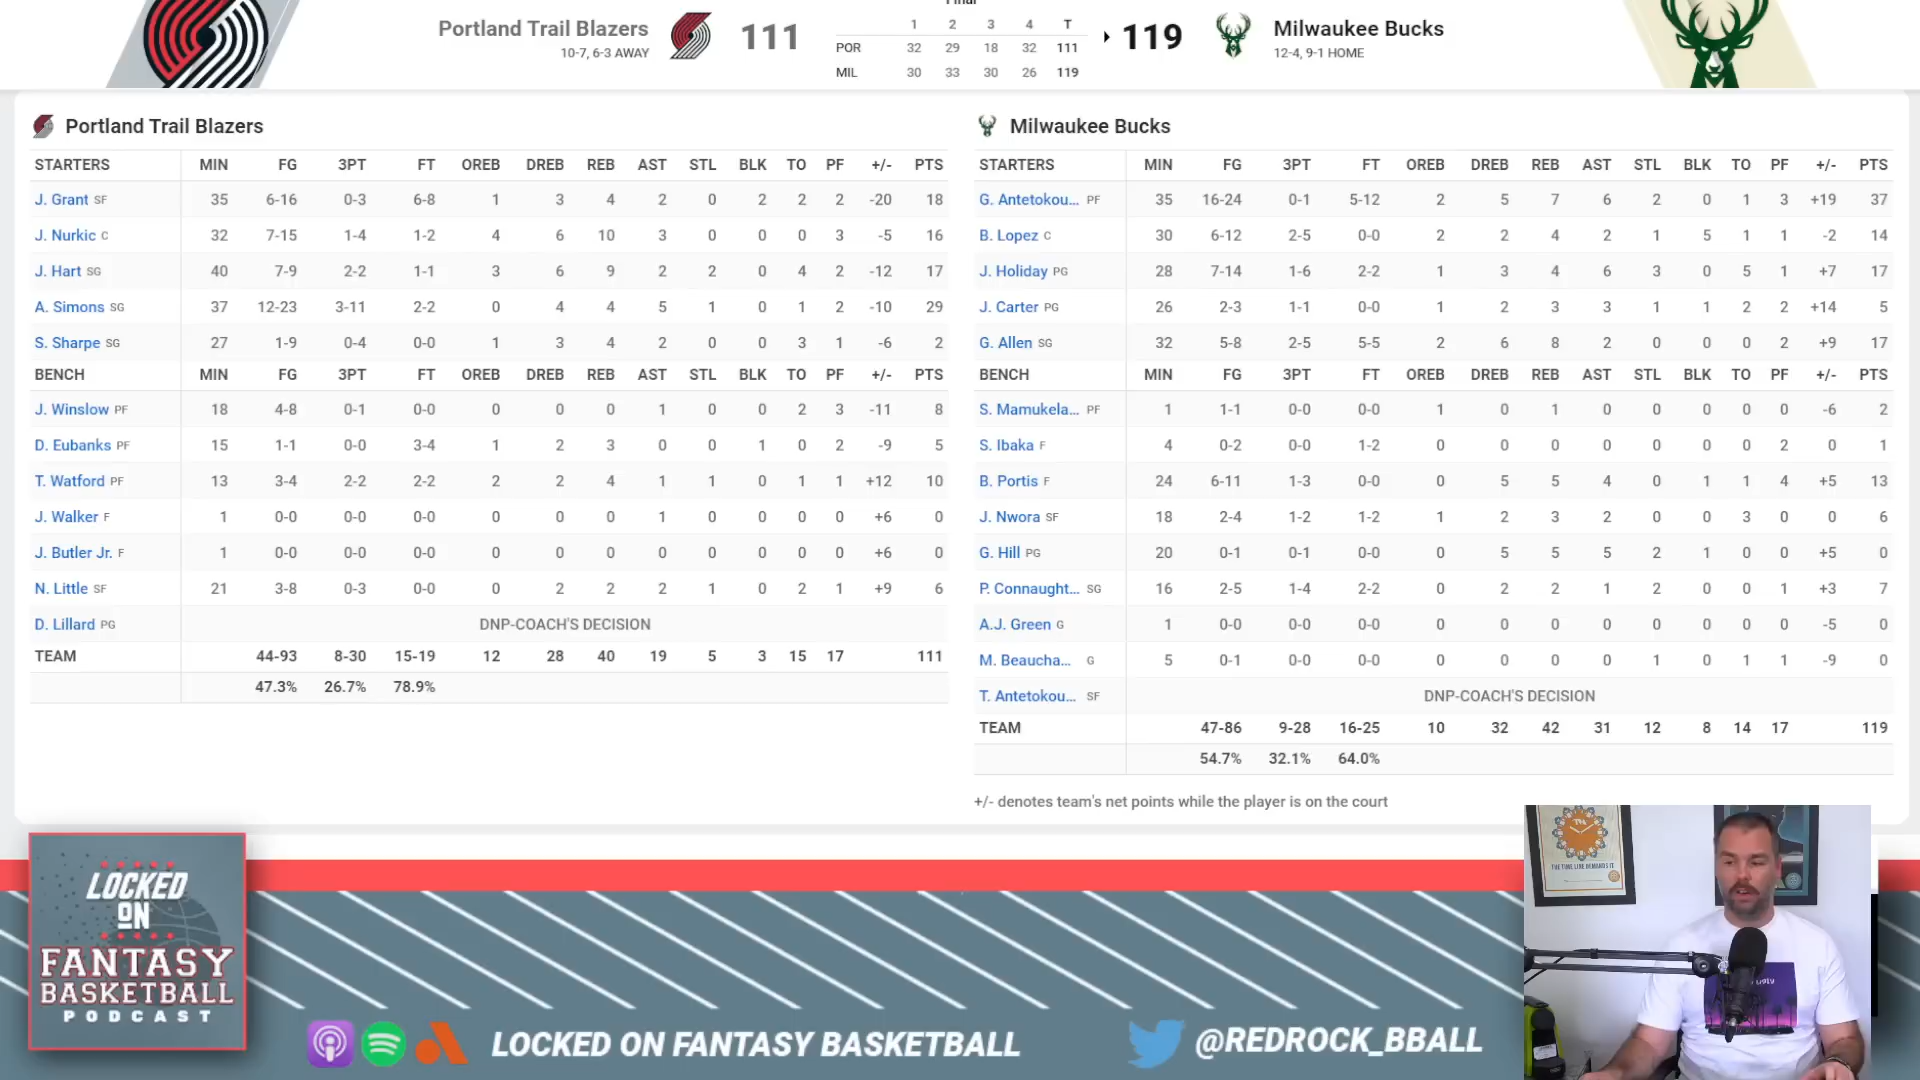 Final
Portland Trail Blazers
10-7, 6-3 AWAY
111
1 2 3 4 T
POR 32 29 18 32 111
MIL 30 33 30 26 119
119
Milwaukee Bucks
12-4, 9-1 HOME
Portland Trail Blazers
STARTERS MIN FG 3PT FT OREB DREB REB AST STL BLK TO PF +/- PTS
J. Grant SF 35 6-16 0-3 6-8 1 3 4 2 0 2 2 2 -20 18
J. Nurkic C 32 7-15 1-4 1-2 4 6 10 3 0 0 0 3 -5 16
J. Hart SG 40 7-9 2-2 1-1 3 6 9 2 2 0 4 2 -12 17
A. Simons SG 37 12-23 3-11 2-2 0 4 4 5 1 0 1 2 -10 29
S. Sharpe SG 27 1-9 0-4 0-0 1 3 4 2 0 0 3 1 -6 2
BENCH MIN FG 3PT FT OREB DREB REB AST STL BLK TO PF +/- PTS
J. Winslow PF 18 4-8 0-1 0-0 0 0 0 1 0 0 2 3 -11 8
D. Eubanks PF 15 1-1 0-0 3-4 1 2 3 0 0 1 0 2 -9 5
T. Watford PF 13 3-4 2-2 2-2 2 2 4 1 1 0 1 1 +12 10
J. Walker F 1 0-0 0-0 0-0 0 0 0 1 0 0 0 0 +6 0
J. Butler Jr. F 1 0-0 0-0 0-0 0 0 0 0 0 0 0 0 +6 0
N. Little SF 21 3-8 0-3 0-0 0 2 2 2 1 0 2 1 +9 6
D. Lillard PG DNP-COACH'S DECISION
TEAM 44-93 8-30 15-19 12 28 40 19 5 3 15 17 111
47.3% 26.7% 78.9%
Milwaukee Bucks
STARTERS MIN FG 3PT FT OREB DREB REB AST STL BLK TO PF +/- PTS
G. Antetokou... PF 35 16-24 0-1 5-12 2 5 7 6 2 0 1 3 +19 37
B. Lopez C 30 6-12 2-5 0-0 2 2 4 2 1 5 1 1 -2 14
J. Holiday PG 28 7-14 1-6 2-2 1 3 4 6 3 0 5 1 +7 17
J. Carter PG 26 2-3 1-1 0-0 1 2 3 3 1 1 2 2 +14 5
G. Allen SG 32 5-8 2-5 5-5 2 6 8 2 0 0 0 2 +9 17
BENCH MIN FG 3PT FT OREB DREB REB AST STL BLK TO PF +/- PTS
S. Mamukela... PF 1 1-1 0-0 0-0 1 0 1 0 0 0 0 0 -6 2
S. Ibaka F 4 0-2 0-0 1-2 0 0 0 0 0 0 0 2 0 1
B. Portis F 24 6-11 1-3 0-0 0 5 5 4 0 1 1 4 +5 13
J. Nwora SF 18 2-4 1-2 1-2 1 2 3 2 0 0 3 0 0 6
G. Hill PG 20 0-1 0-1 0-0 0 5 5 5 2 1 0 0 +5 0
P. Connaught... SG 16 2-5 1-4 2-2 0 2 2 1 2 0 0 1 +3 7
A.J. Green G 1 0-0 0-0 0-0 0 0 0 0 0 0 0 0 -5 0
M. Beaucha... G 5 0-1 0-0 0-0 0 0 0 0 1 0 1 1 -9 0
T. Antetokou... SF DNP-COACH'S DECISION
TEAM 47-86 9-28 16-25 10 32 42 31 12 8 14 17 119
54.7% 32.1% 64.0%
+/- denotes team's net points while the player is on the court
LOCKED
ON
FANTASY
BASKETBALL
PODCAST
LOCKED ON FANTASY BASKETBALL
@REDROCK_BBALL
THE TIME LINE DEMANDS IT